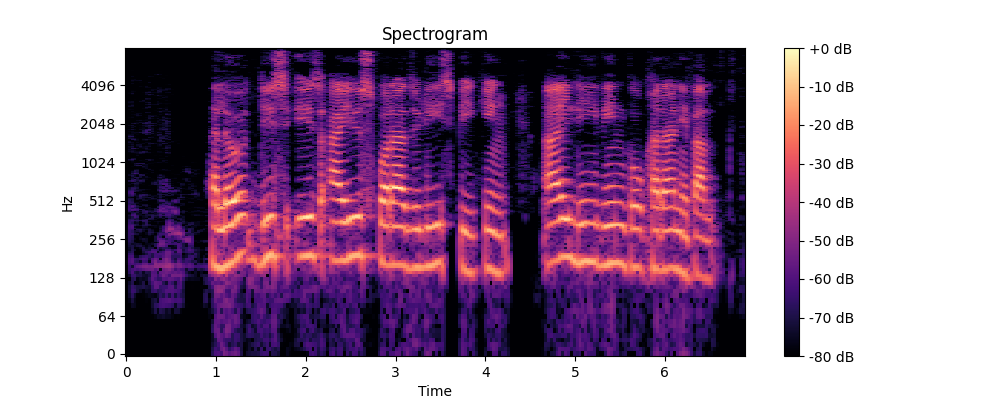 Spectrogram
Hz
4096
2048
1024
512
256
128
64
0
0 1 2 3 4 5 6
Time
+0 dB
-10 dB
-20 dB
-30 dB
-40 dB
-50 dB
-60 dB
-70 dB
-80 dB